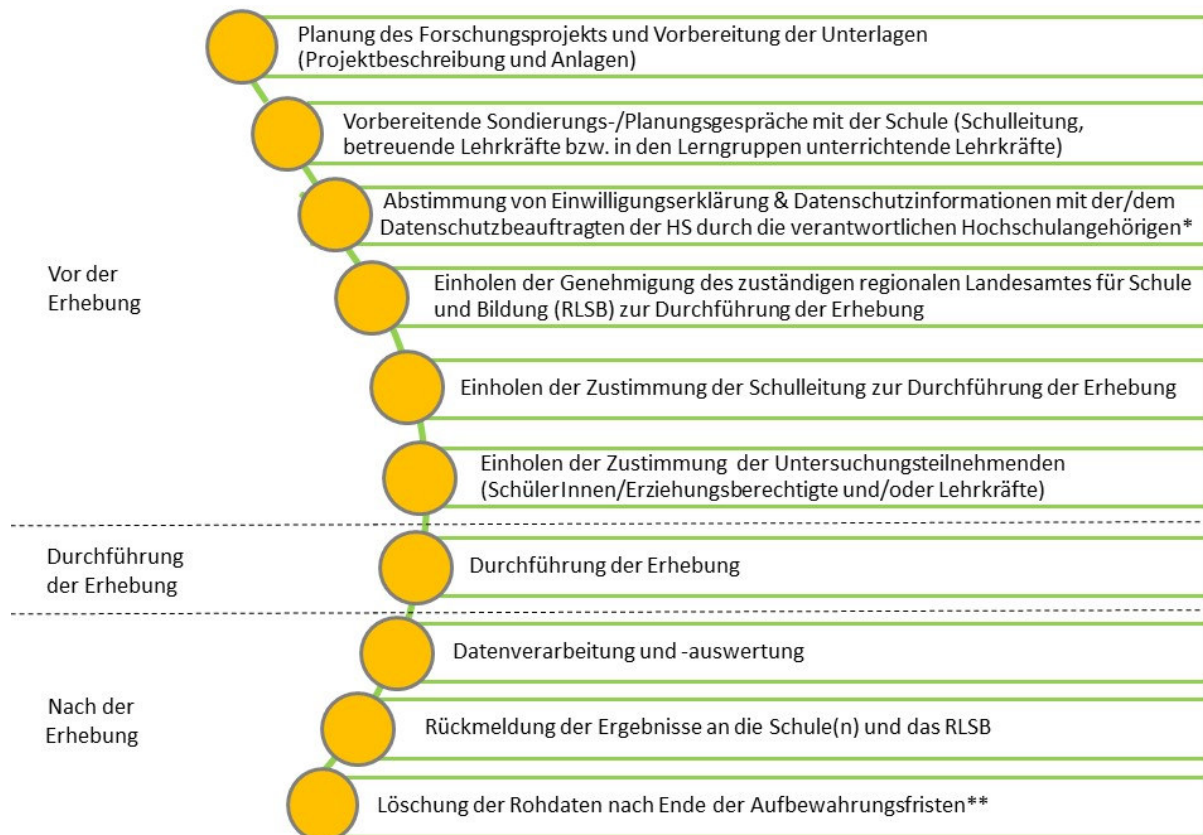 Planung des Forschungsprojekts und Vorbereitung der Unterlagen
(Projektbeschreibung und Anlagen)
Vorbereitende Sondierungs-/Planungsgespräche mit der Schule (Schulleitung,
betreuende Lehrkräfte bzw. in den Lerngruppen unterrichtende Lehrkräfte)
Abstimmung von Einwilligungserklärung & Datenschutzinformationen mit der/dem
Datenschutzbeauftragten der HS durch die verantwortlichen Hochschulangehörigen*
Vor der
Erhebung
Einholen der Genehmigung des zuständigen regionalen Landesamtes für Schule
und Bildung (RLSB) zur Durchführung der Erhebung
Einholen der Zustimmung der Schulleitung zur Durchführung der Erhebung
Einholen der Zustimmung der Untersuchungsteilnehmenden
(SchülerInnen/Erziehungsberechtigte und/oder Lehrkräfte)
Durchführung
der Erhebung
Durchführung der Erhebung
Datenverarbeitung und -auswertung
Nach der
Erhebung
Rückmeldung der Ergebnisse an die Schule(n) und das RLSB
Löschung der Rohdaten nach Ende der Aufbewahrungsfristen**